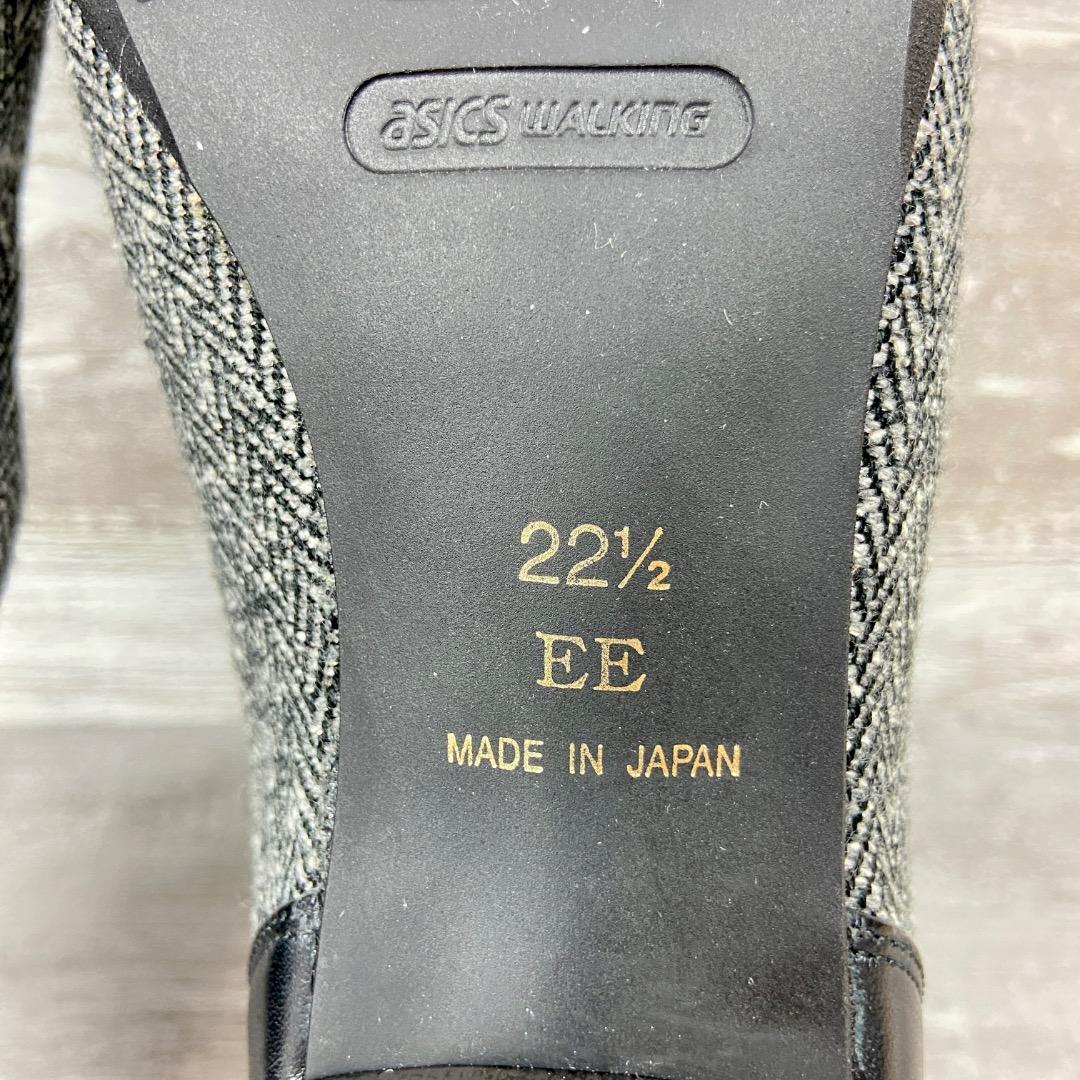 asics WALKING
22½
EE
MADE IN JAPAN